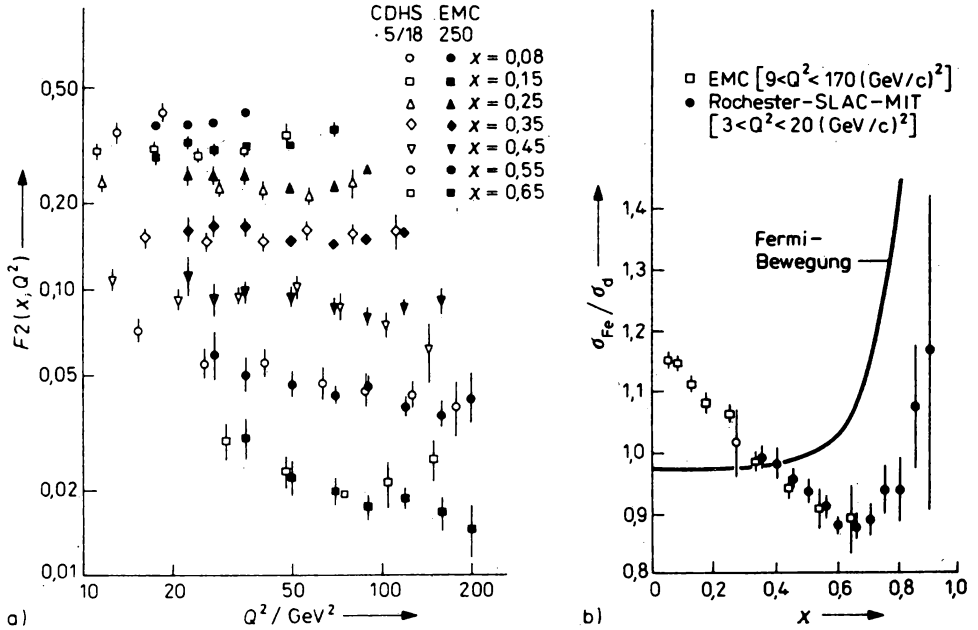 CDHS EMC
.5/18 250
x = 0,08
x = 0,15
x = 0,25
x = 0,35
x = 0,45
x = 0,55
x = 0,65
F2(x, Q²)
0,50
0,20
0,10
0,05
0,02
0,01
10 20 50 100 200
Q²/ GeV²
a)
EMC [9<Q²<170 (GeV/c)²]
Rochester-SLAC-MIT
[3<Q²<20 (GeV/c)²]
Fermi-
Bewegung
σFe/σd
1,4
1,3
1,2
1,1
1,0
0,9
0,8
0 0,2 0,4 0,6 0,8 1,0
x
b)